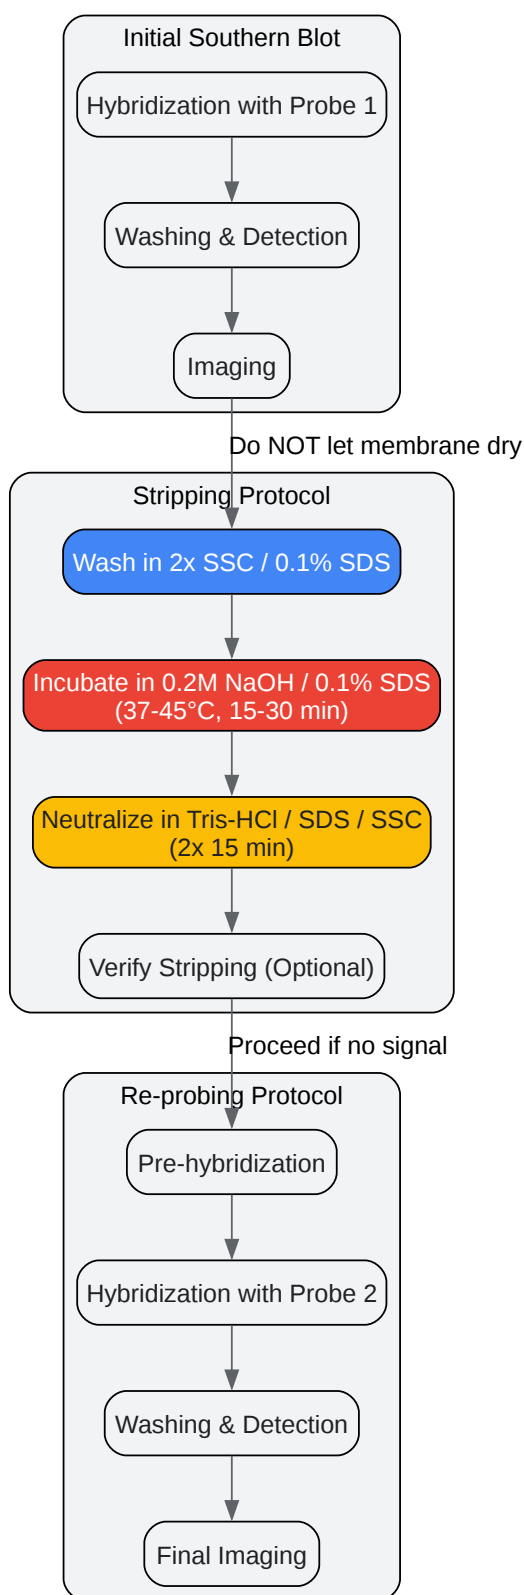 Initial Southern Blot
Hybridization with Probe 1
Washing & Detection
Imaging
Do NOT let membrane dry
Stripping Protocol
Wash in 2x SSC / 0.1% SDS
Incubate in 0.2M NaOH / 0.1% SDS
(37-45°C, 15-30 min)
Neutralize in Tris-HCl / SDS / SSC
(2x 15 min)
Verify Stripping (Optional)
Proceed if no signal
Re-probing Protocol
Pre-hybridization
Hybridization with Probe 2
Washing & Detection
Final Imaging